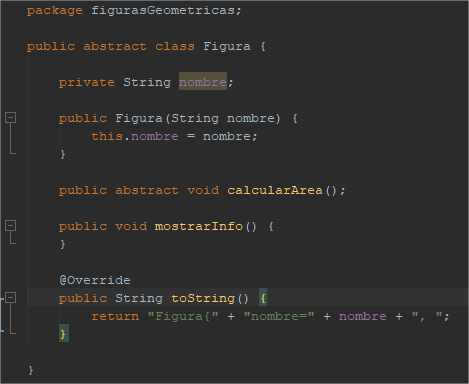 package figurasGeometricas;
public abstract class Figura {
private String nombre;
public Figura(String nombre) {
this.nombre = nombre;
}
public abstract void calcularArea();
public void mostrarInfo() {
}
@Override
public String toString() {
return "Figura{" + "nombre=" + nombre + ", ";
}
}